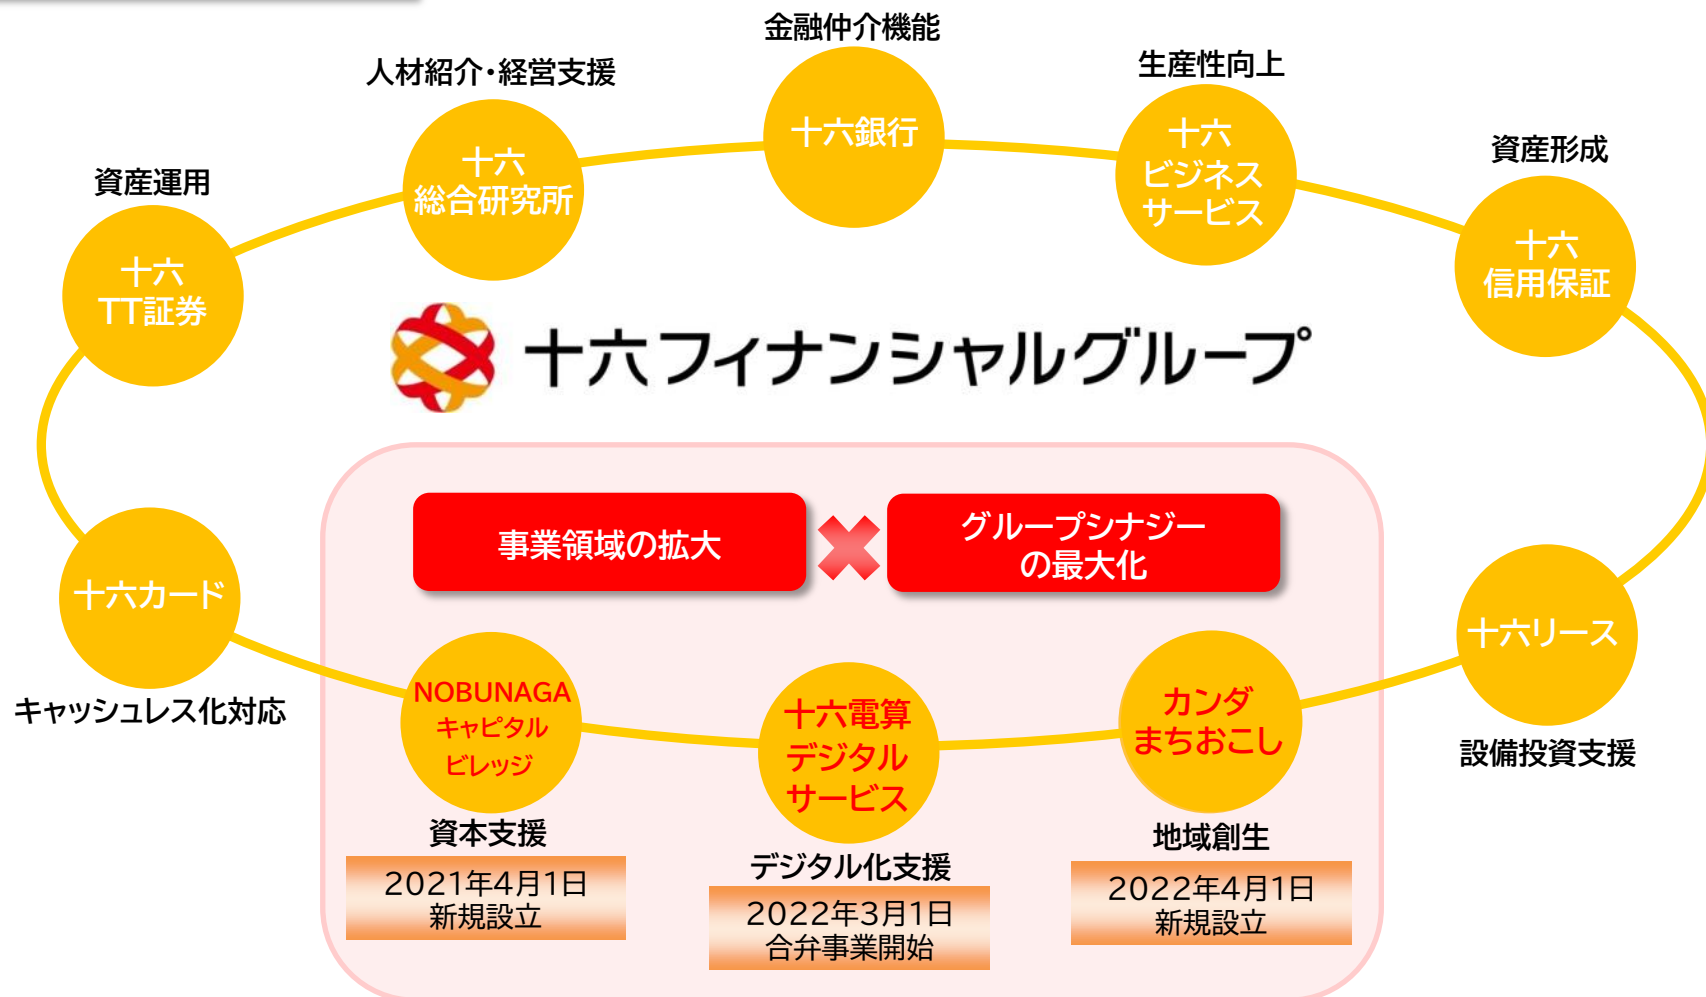 金融仲介機能
十六銀行
人材紹介・経営支援
十六
総合研究所
生産性向上
十六
ビジネス
サービス
資産運用
十六
TT証券
資産形成
十六
信用保証
十六フィナンシャルグループ
事業領域の拡大
グループシナジー
の最大化
十六カード
キャッシュレス化対応
NOBUNAGA
キャピタル
ビレッジ
資本支援
2021年4月1日
新規設立
十六電算
デジタル
サービス
デジタル化支援
2022年3月1日
合弁事業開始
カンダ
まちおこし
地域創生
2022年4月1日
新規設立
十六リース
設備投資支援